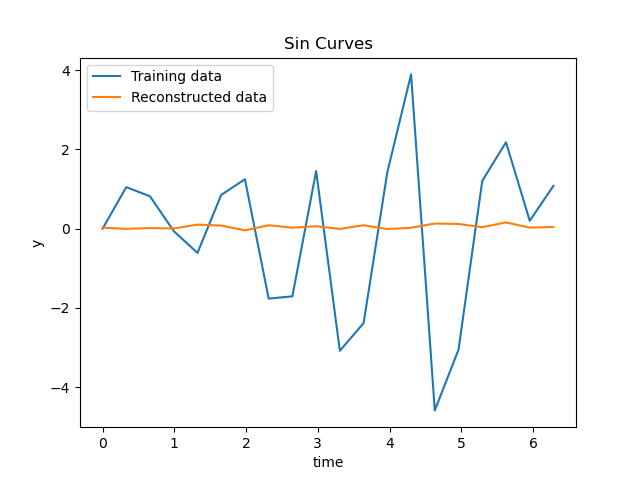 Sin Curves
Training data
Reconstructed data
4
2
0
−2
−4
y
0 1 2 3 4 5 6
time